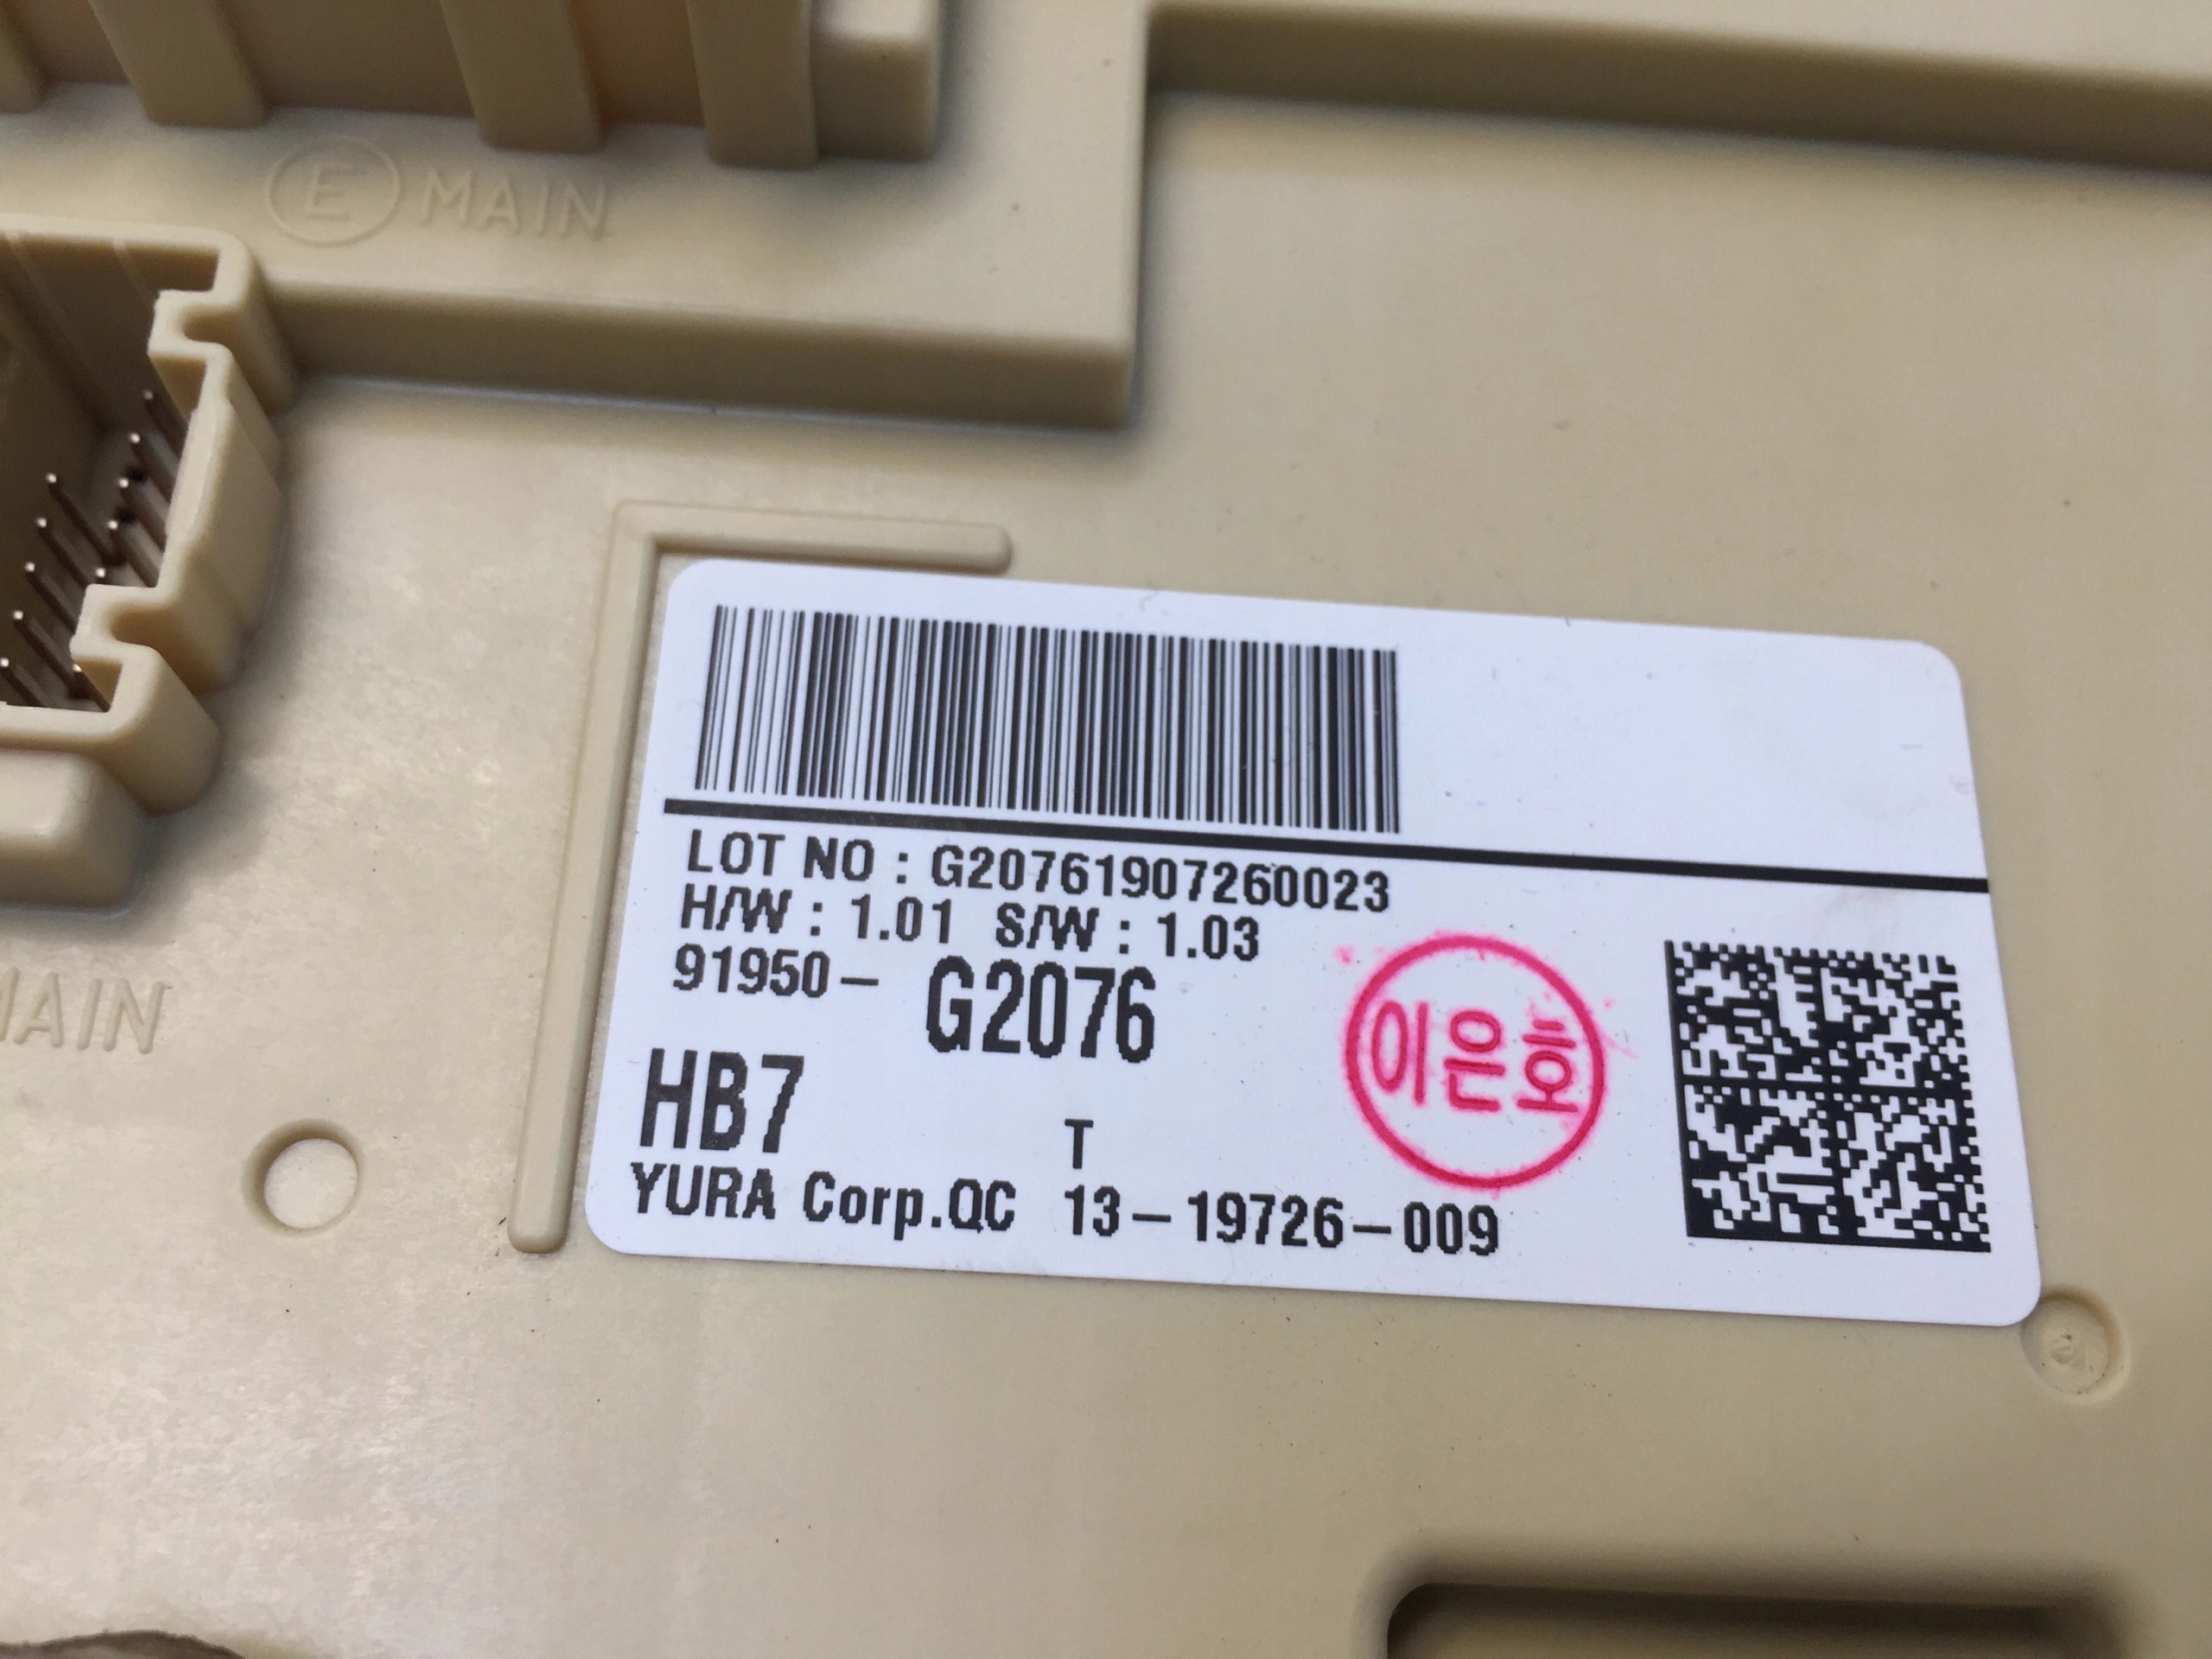 E MAIN
MAIN
LOT NO : G20761907260023
H/W : 1.01 S/W : 1.03
91950- G2076
이은호
HB7
T
YURA Corp.QC 13-19726-009